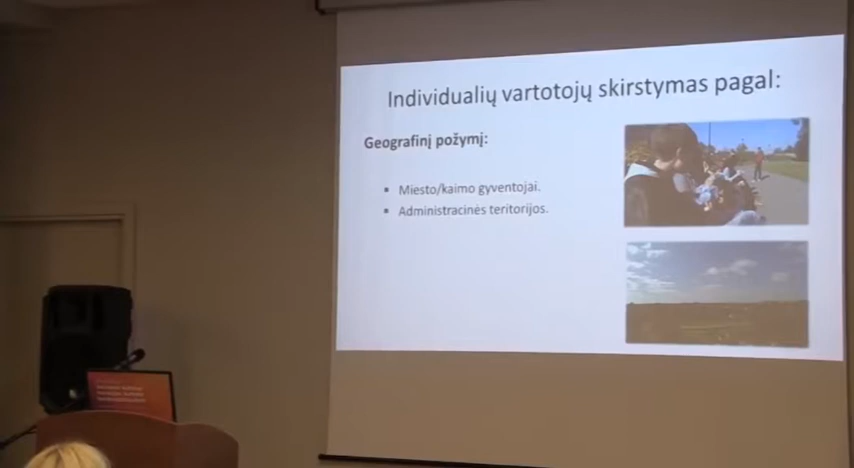 Individualių vartotojų skirstymas pagal:
Geografinį požymį:
Miesto/kaimo gyventojai.
Administracinės teritorijos.